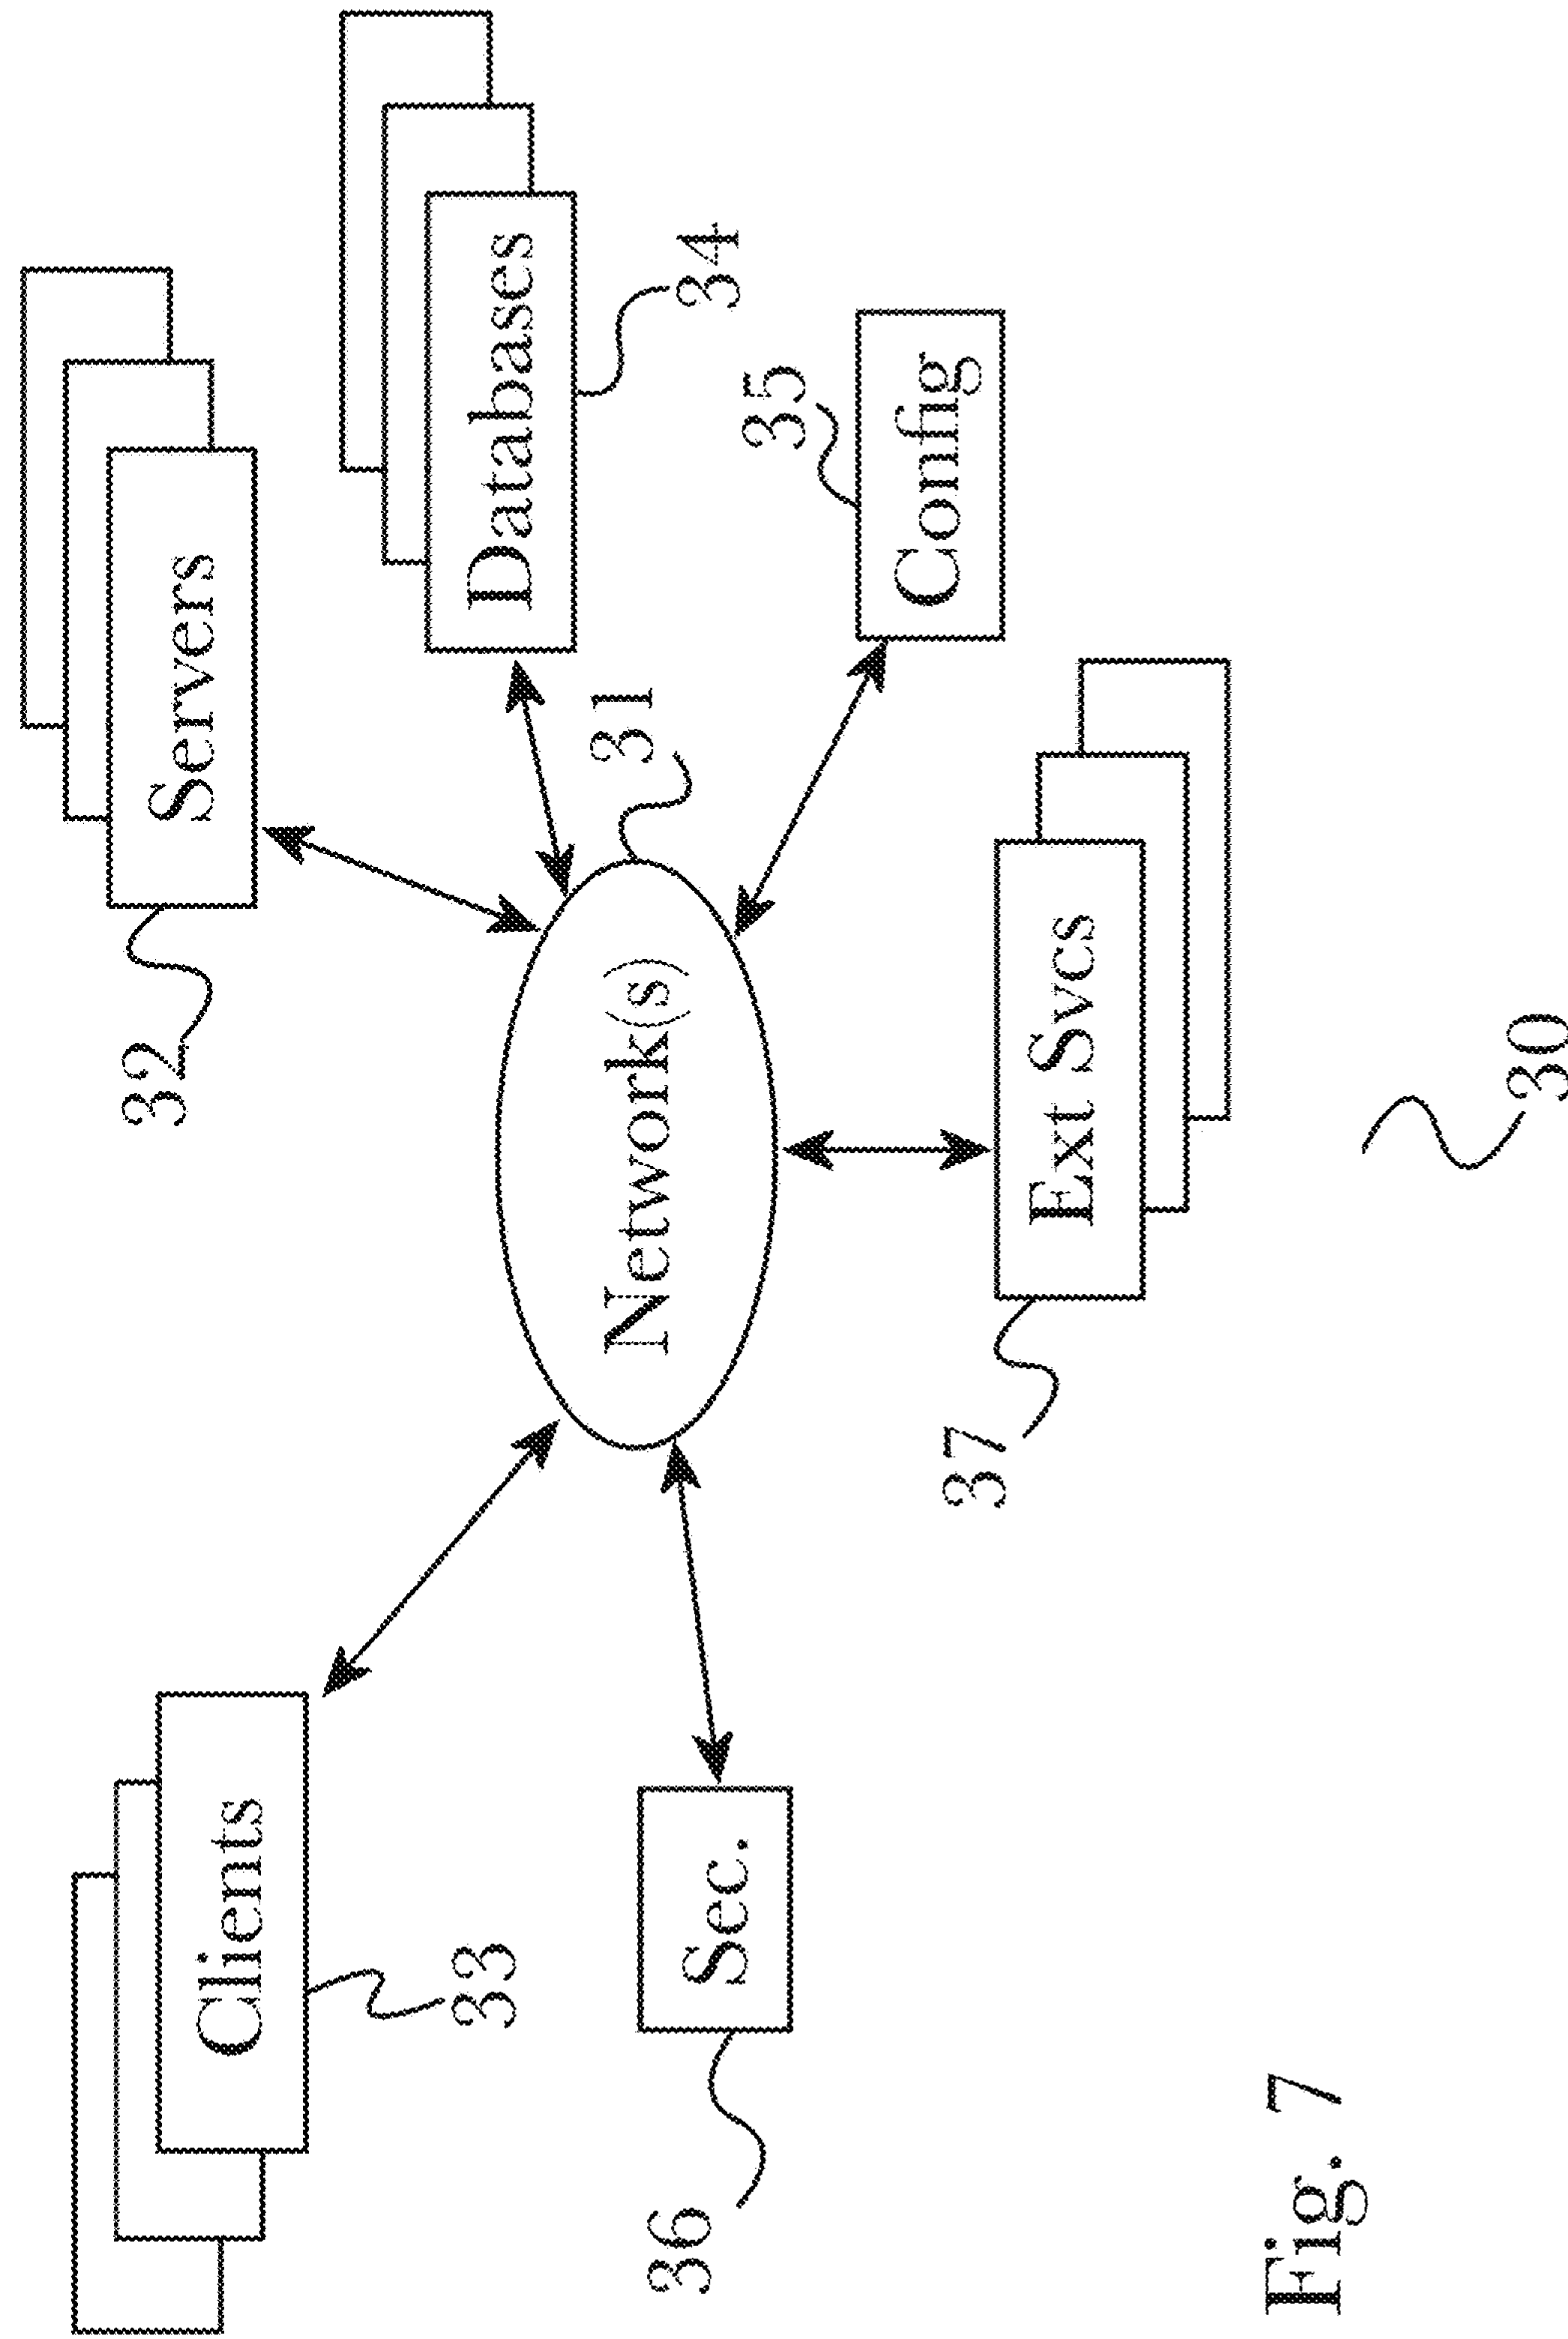 Clients
33
Servers
32
Databases
34
Network(s)
31
Sec.
36
35
Config
37
Ext Svcs
30
Fig. 7